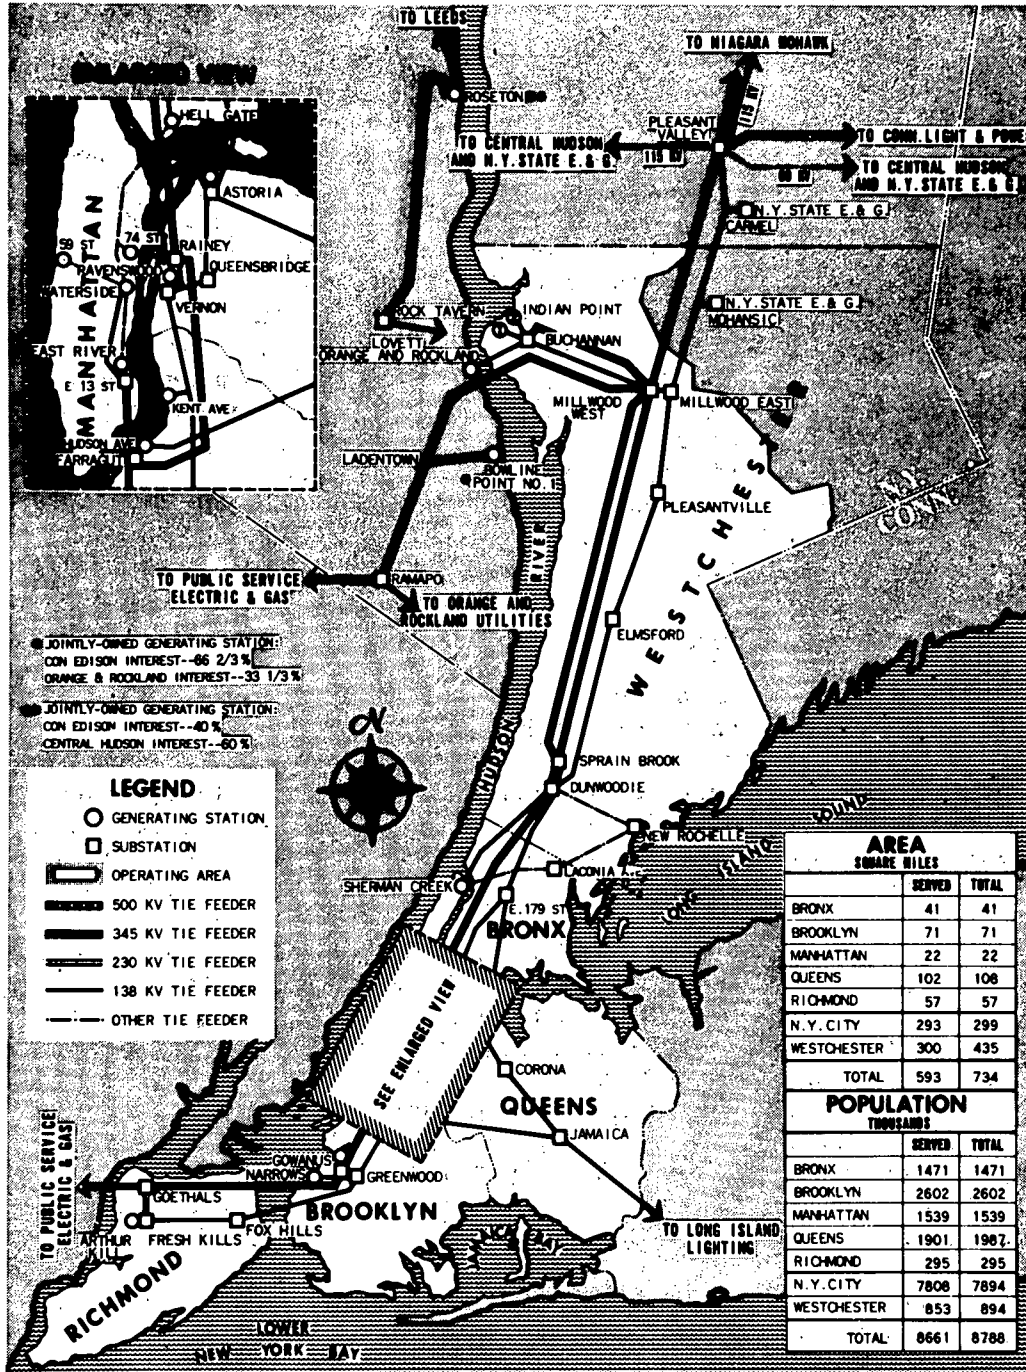 TO LEEDS
TO NIAGARA MOHAWK
ENLARGED VIEW
115 KV
ROSETON
PLEASANT
VALLEY
TO CENTRAL HUDSON
AND N.Y.STATE E.& G.
115 KV
TO CONN.LIGHT & POWE
TO CENTRAL HUDSON
AND N.Y.STATE E.& G.
HELL GATE
ASTORIA
MANHATTAN
59 ST
74 ST
RAINEY
RAVENSWOOD
QUEENSBRIDGE
WATERSIDE
VERNON
EAST RIVER
E 13 ST
KENT AVE
HUDSON AVE
FARRAGUT
N.Y.STATE E.& G.
CARMEL
N.Y.STATE E.& G.
MOHANSIC
ROCK TAVERN
INDIAN POINT
LOVETT
ORANGE AND ROCKLAND
BUCHANNAN
MILLWOOD
WEST
MILLWOOD EAST
LADENTOWN
BOWLINE
POINT NO.1
PLEASANTVILLE
N.Y.
CONN.
WESTCHESTER
HUDSON RIVER
TO PUBLIC SERVICE
ELECTRIC & GAS
RAMAPO
TO ORANGE AND
ROCKLAND UTILITIES
ELMSFORD
JOINTLY-OWNED GENERATING STATION:
CON EDISON INTEREST--66 2/3 %
ORANGE & ROCKLAND INTEREST--33 1/3 %
JOINTLY-OWNED GENERATING STATION:
CON EDISON INTEREST--40 %
CENTRAL HUDSON INTEREST--60 %
N
SPRAIN BROOK
DUNWOODIE
NEW ROCHELLE
LONG ISLAND SOUND
LEGEND
GENERATING STATION
SUBSTATION
OPERATING AREA
500 KV TIE FEEDER
345 KV TIE FEEDER
230 KV TIE FEEDER
138 KV TIE FEEDER
OTHER TIE FEEDER
SHERMAN CREEK
LACONIA
E.179 ST
BRONX
SEE ENLARGED VIEW
CORONA
QUEENS
JAMAICA
TO LONG ISLAND
LIGHTING
GOWANUS
NARROWS
GREENWOOD
BROOKLYN
JAMAICA BAY
TO PUBLIC SERVICE
ELECTRIC & GAS
GOETHALS
ARTHUR
KILL
FRESH KILLS
FOX HILLS
RICHMOND
LOWER
NEW YORK BAY
AREA
SQUARE MILES
SERVED TOTAL
BRONX 41 41
BROOKLYN 71 71
MANHATTAN 22 22
QUEENS 102 108
RICHMOND 57 57
N.Y.CITY 293 299
WESTCHESTER 300 435
TOTAL 593 734
POPULATION
THOUSANDS
SERVED TOTAL
BRONX 1471 1471
BROOKLYN 2602 2602
MANHATTAN 1539 1539
QUEENS 1901 1987
RICHMOND 295 295
N.Y.CITY 7808 7894
WESTCHESTER 853 894
TOTAL 8661 8788